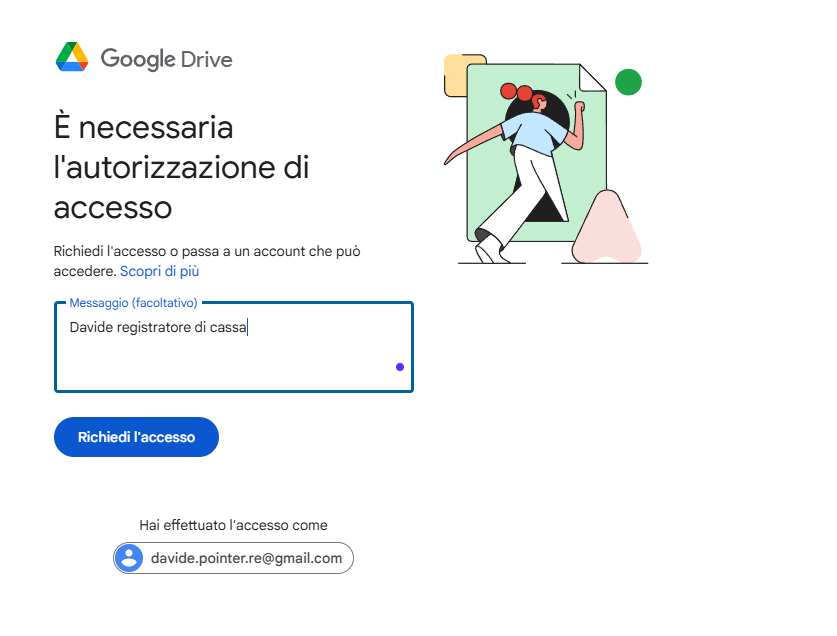 Google Drive
È necessaria
l'autorizzazione di
accesso
Richiedi l'accesso o passa a un account che può
accedere. Scopri di più
Messaggio (facoltativo)
Davide registratore di cassa
Richiedi l'accesso
Hai effettuato l'accesso come
davide.pointer.re@gmail.com